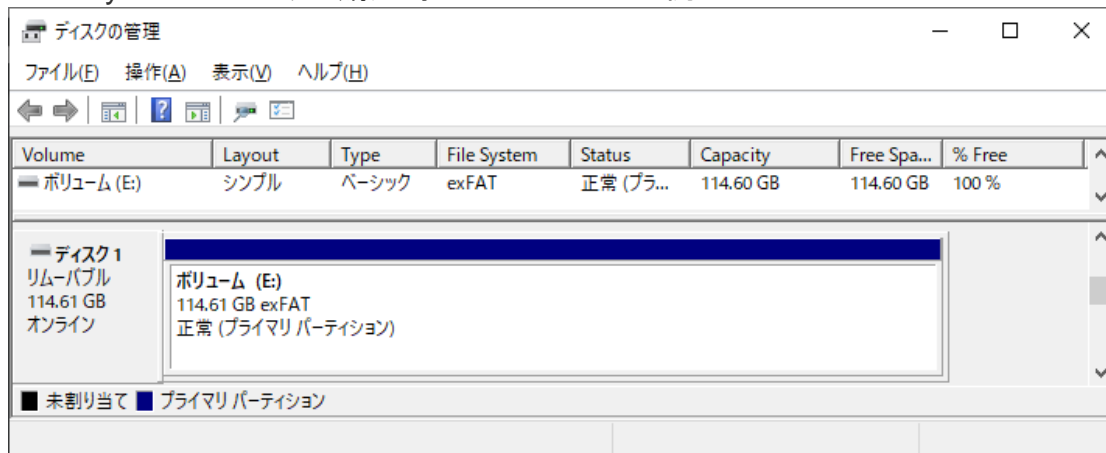 ディスクの管理
ファイル(F) 操作(A) 表示(V) ヘルプ(H)
Volume Layout Type File System Status Capacity Free Spa... % Free
ボリューム (E:) シンプル ベーシック exFAT 正常 (プラ... 114.60 GB 114.60 GB 100 %
ディスク 1
リムーバブル
114.61 GB
オンライン
ボリューム (E:)
114.61 GB exFAT
正常 (プライマリ パーティション)
未割り当て プライマリ パーティション